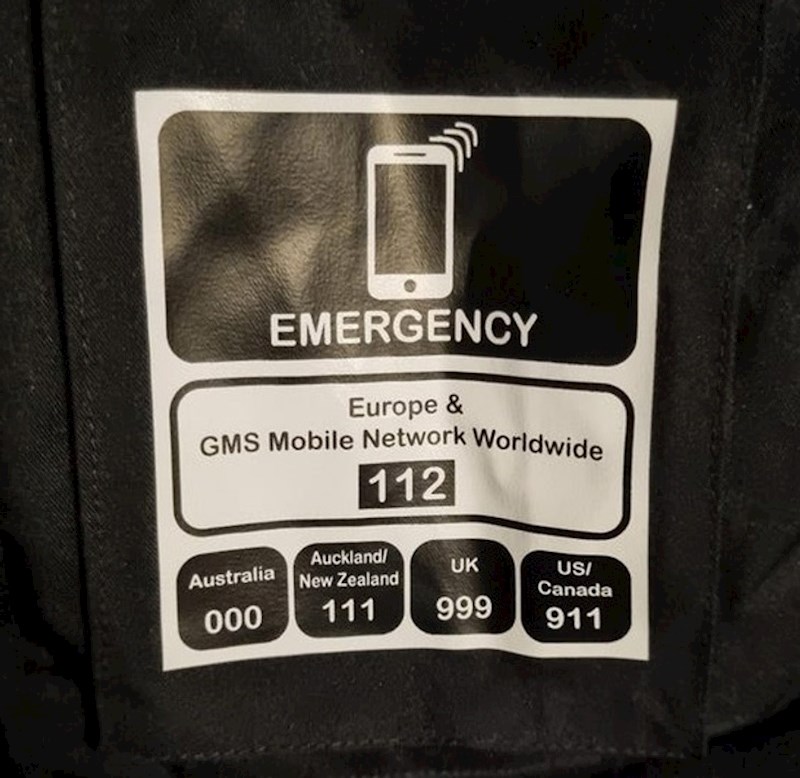 EMERGENCY
Europe &
GMS Mobile Network Worldwide
112
Australia
000
Auckland/
New Zealand
111
UK
999
US/
Canada
911